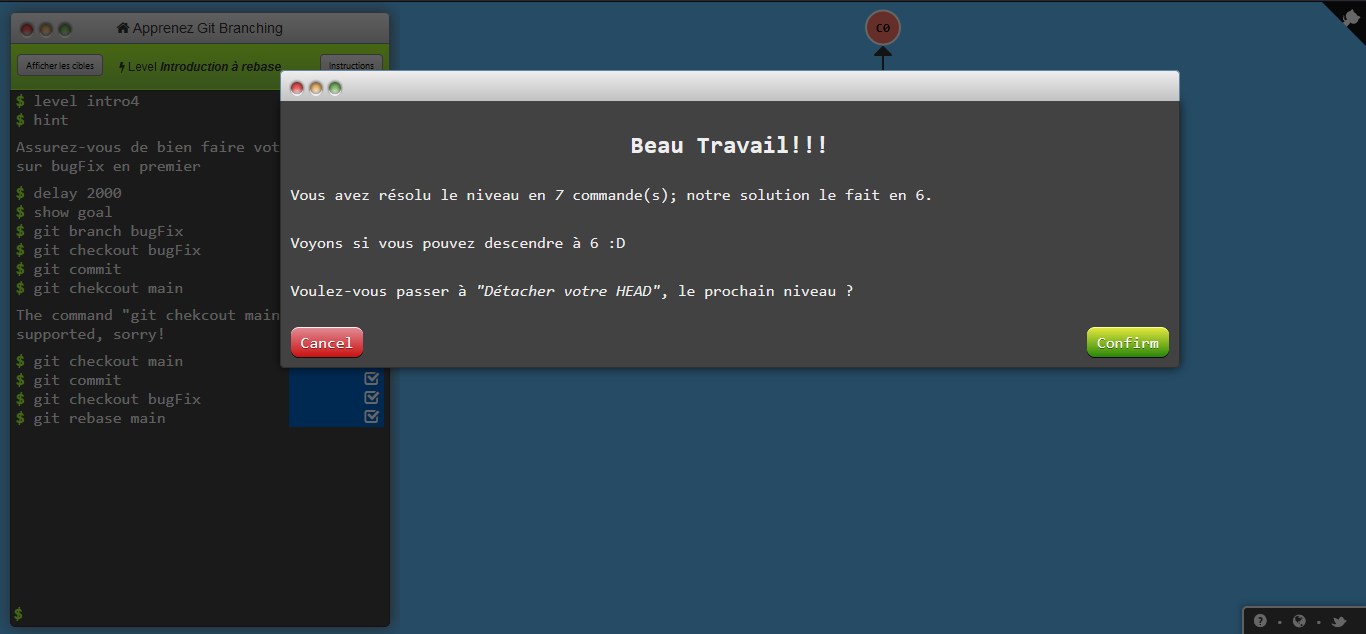 Apprenez Git Branching
C0
Afficher les cibles
Level Introduction à rebase
Instructions
$ level intro4
$ hint
Assurez-vous de bien faire vot
sur bugFix en premier
$ delay 2000
$ show goal
$ git branch bugFix
$ git checkout bugFix
$ git commit
$ git chekcout main
The command "git chekcout main
supported, sorry!
$ git checkout main
$ git commit
$ git checkout bugFix
$ git rebase main
$
Beau Travail!!!
Vous avez résolu le niveau en 7 commande(s); notre solution le fait en 6.
Voyons si vous pouvez descendre à 6 :D
Voulez-vous passer à "Détacher votre HEAD", le prochain niveau ?
Cancel
Confirm